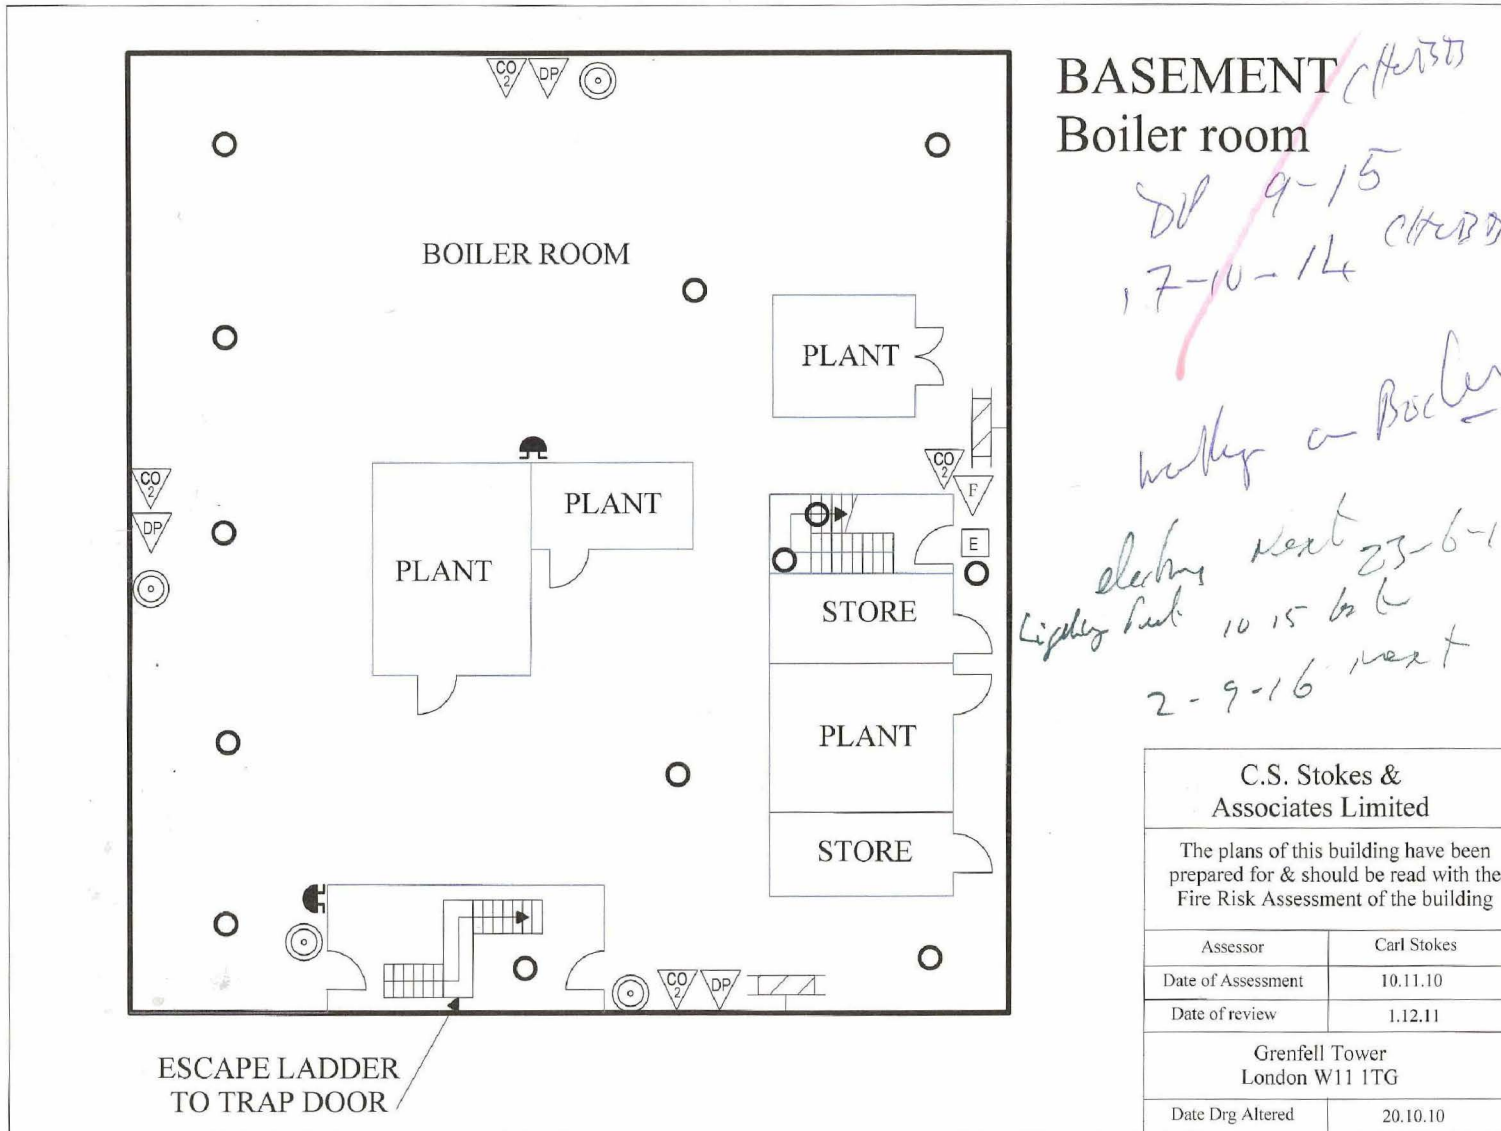 BASEMENT
Boiler room
CO 2 DP
BOILER ROOM
DP 9-15
17-10-14
PLANT
CO 2
F
CO 2
DP
PLANT
E
PLANT
Next 23-6-1
STORE
10 15
2-9-16 next
PLANT
STORE
CO 2 DP
ESCAPE LADDER
TO TRAP DOOR
C.S. Stokes &
Associates Limited
The plans of this building have been
prepared for & should be read with the
Fire Risk Assessment of the building
Assessor Carl Stokes
Date of Assessment 10.11.10
Date of review 1.12.11
Grenfell Tower
London W11 1TG
Date Drg Altered 20.10.10